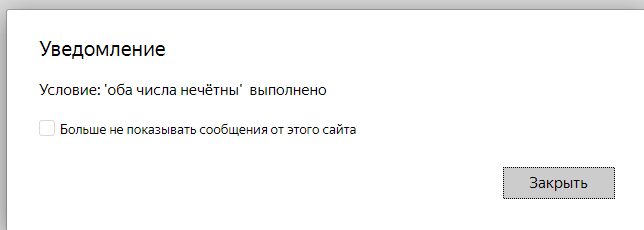 Уведомление
Условие: 'оба числа нечётны'  выполнено
Больше не показывать сообщения от этого сайта
Закрыть